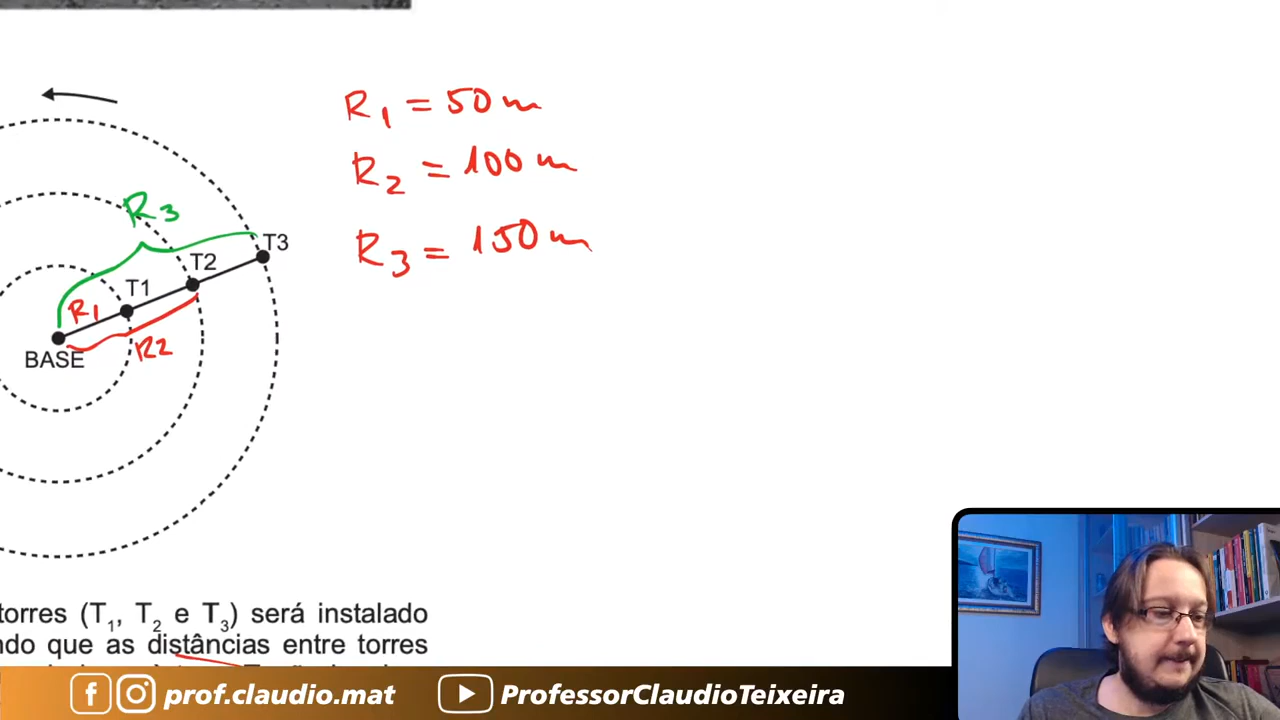 R1 = 50 m
R2 = 100 m
R3 = 150 m
R3
T3
T2
T1
R1
R2
BASE
torres (T1, T2 e T3) será instalado
ndo que as distâncias entre torres
prof.claudio.mat
ProfessorClaudioTeixeira